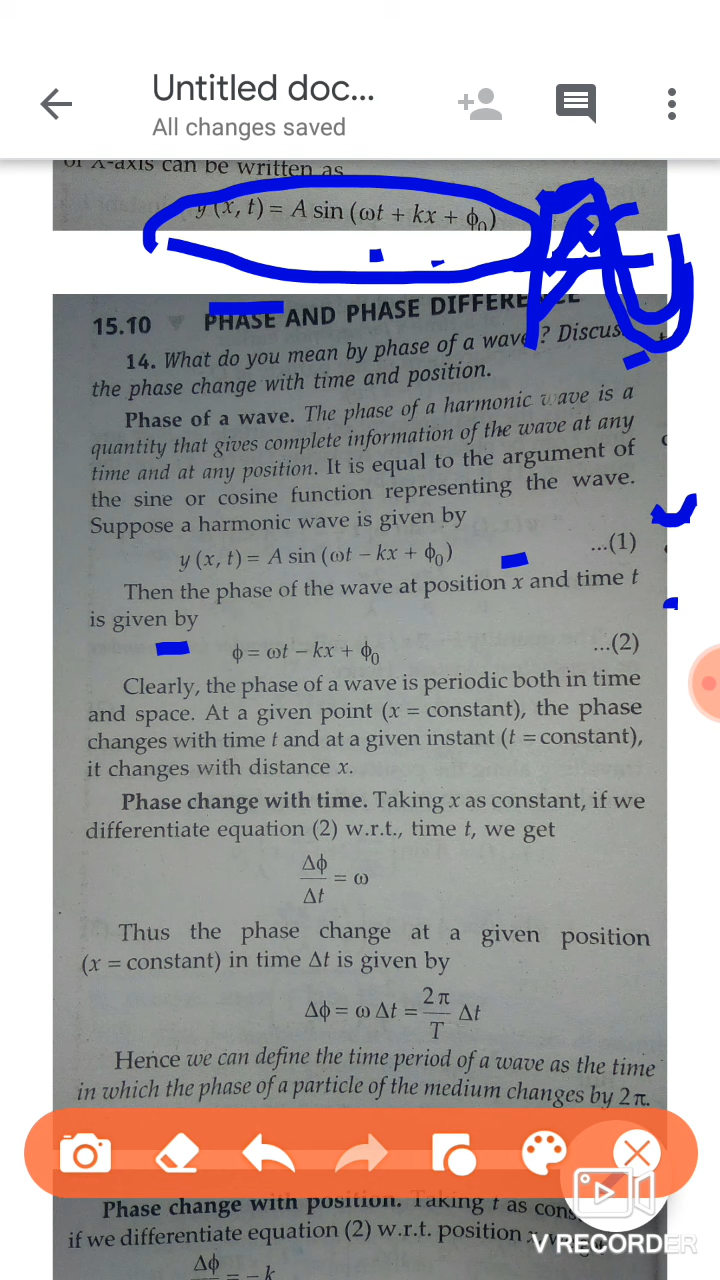 Untitled doc...
All changes saved
of X-axis can be written as
y (x, t) = A sin (ωt + kx + ϕ₀)
15.10 ▼ PHASE AND PHASE DIFFERENCE
14. What do you mean by phase of a wave ? Discuss
the phase change with time and position.
Phase of a wave. The phase of a harmonic wave is a
quantity that gives complete information of the wave at any
time and at any position. It is equal to the argument of
the sine or cosine function representing the wave.
Suppose a harmonic wave is given by
y (x, t) = A sin (ωt – kx + ϕ₀) ...(1)
Then the phase of the wave at position x and time t
is given by
ϕ = ωt – kx + ϕ₀ ...(2)
Clearly, the phase of a wave is periodic both in time
and space. At a given point (x = constant), the phase
changes with time t and at a given instant (t = constant),
it changes with distance x.
Phase change with time. Taking x as constant, if we
differentiate equation (2) w.r.t., time t, we get
Δϕ/Δt = ω
Thus the phase change at a given position
(x = constant) in time Δt is given by
Δϕ = ω Δt = 2π/T Δt
Hence we can define the time period of a wave as the time
in which the phase of a particle of the medium changes by 2π.
Phase change with position. Taking t as
if we differentiate equation (2) w.r.t. position
Δϕ
= – k
VRECORDER